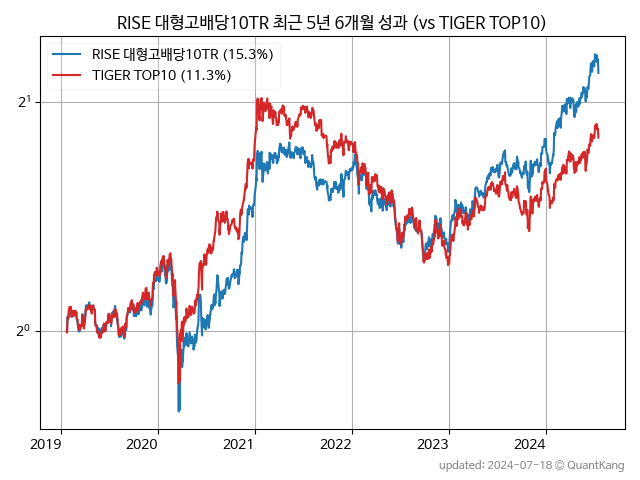 RISE 대형고배당10TR 최근 5년 6개월 성과 (vs TIGER TOP10)
RISE 대형고배당10TR (15.3%)
TIGER TOP10 (11.3%)
2¹
2⁰
2019 2020 2021 2022 2023 2024
updated: 2024-07-18 © QuantKang